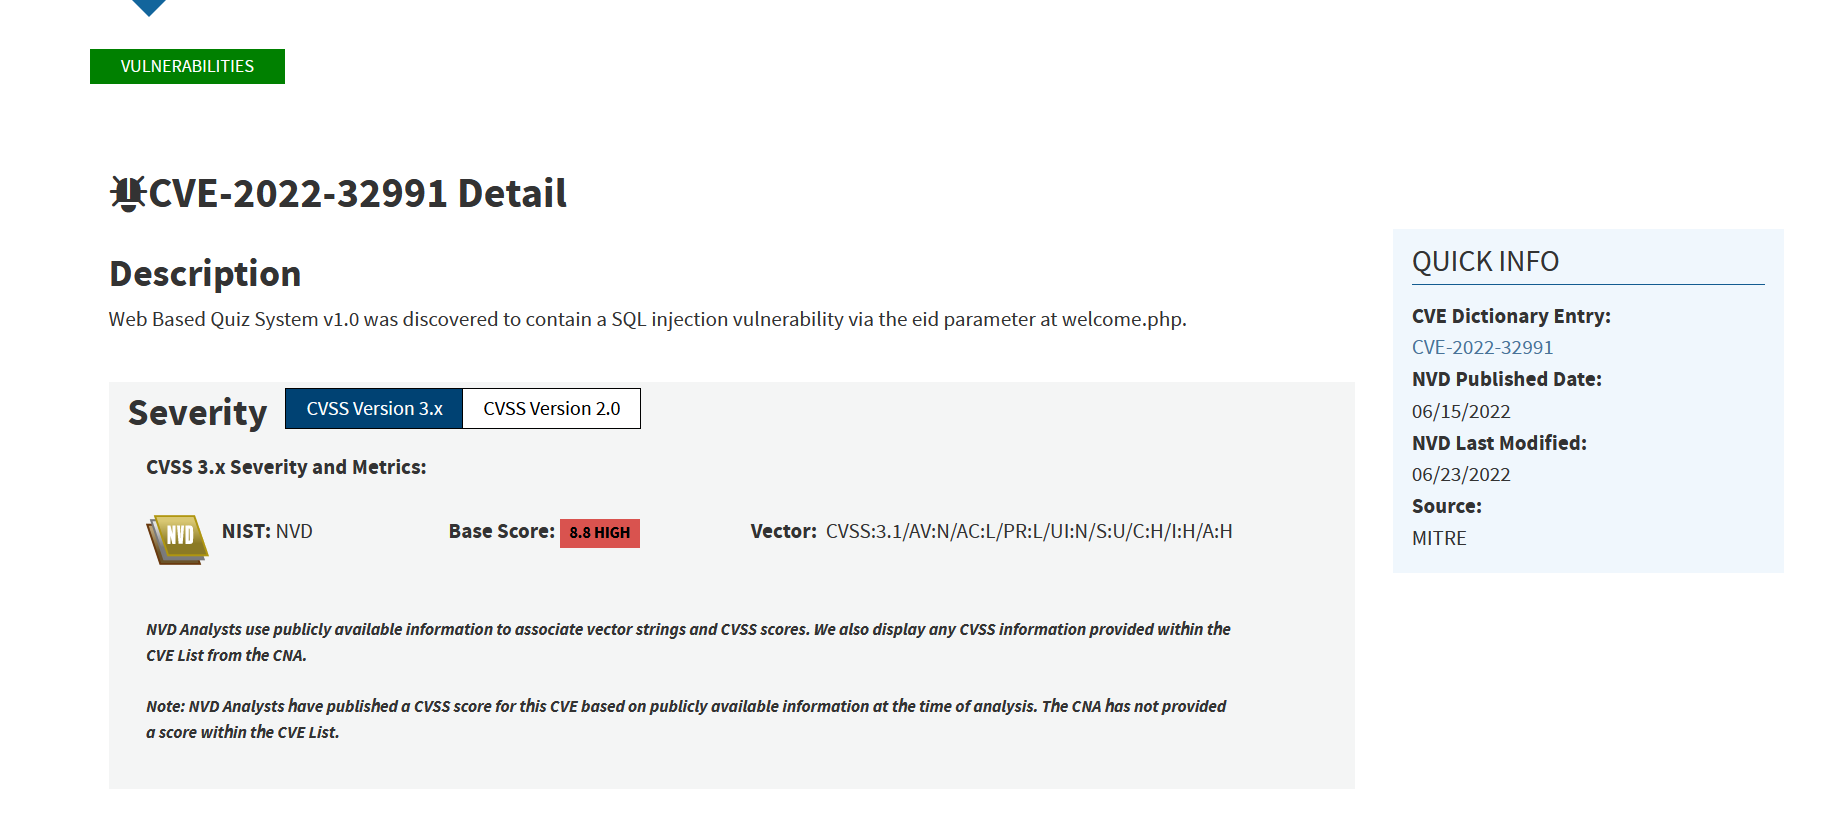 VULNERABILITIES
CVE-2022-32991 Detail
Description
Web Based Quiz System v1.0 was discovered to contain a SQL injection vulnerability via the eid parameter at welcome.php.
Severity
CVSS Version 3.x
CVSS Version 2.0
CVSS 3.x Severity and Metrics:
NVD
NIST: NVD
Base Score: 8.8 HIGH
Vector: CVSS:3.1/AV:N/AC:L/PR:L/UI:N/S:U/C:H/I:H/A:H
NVD Analysts use publicly available information to associate vector strings and CVSS scores. We also display any CVSS information provided within the
CVE List from the CNA.
Note: NVD Analysts have published a CVSS score for this CVE based on publicly available information at the time of analysis. The CNA has not provided
a score within the CVE List.
QUICK INFO
CVE Dictionary Entry:
CVE-2022-32991
NVD Published Date:
06/15/2022
NVD Last Modified:
06/23/2022
Source:
MITRE